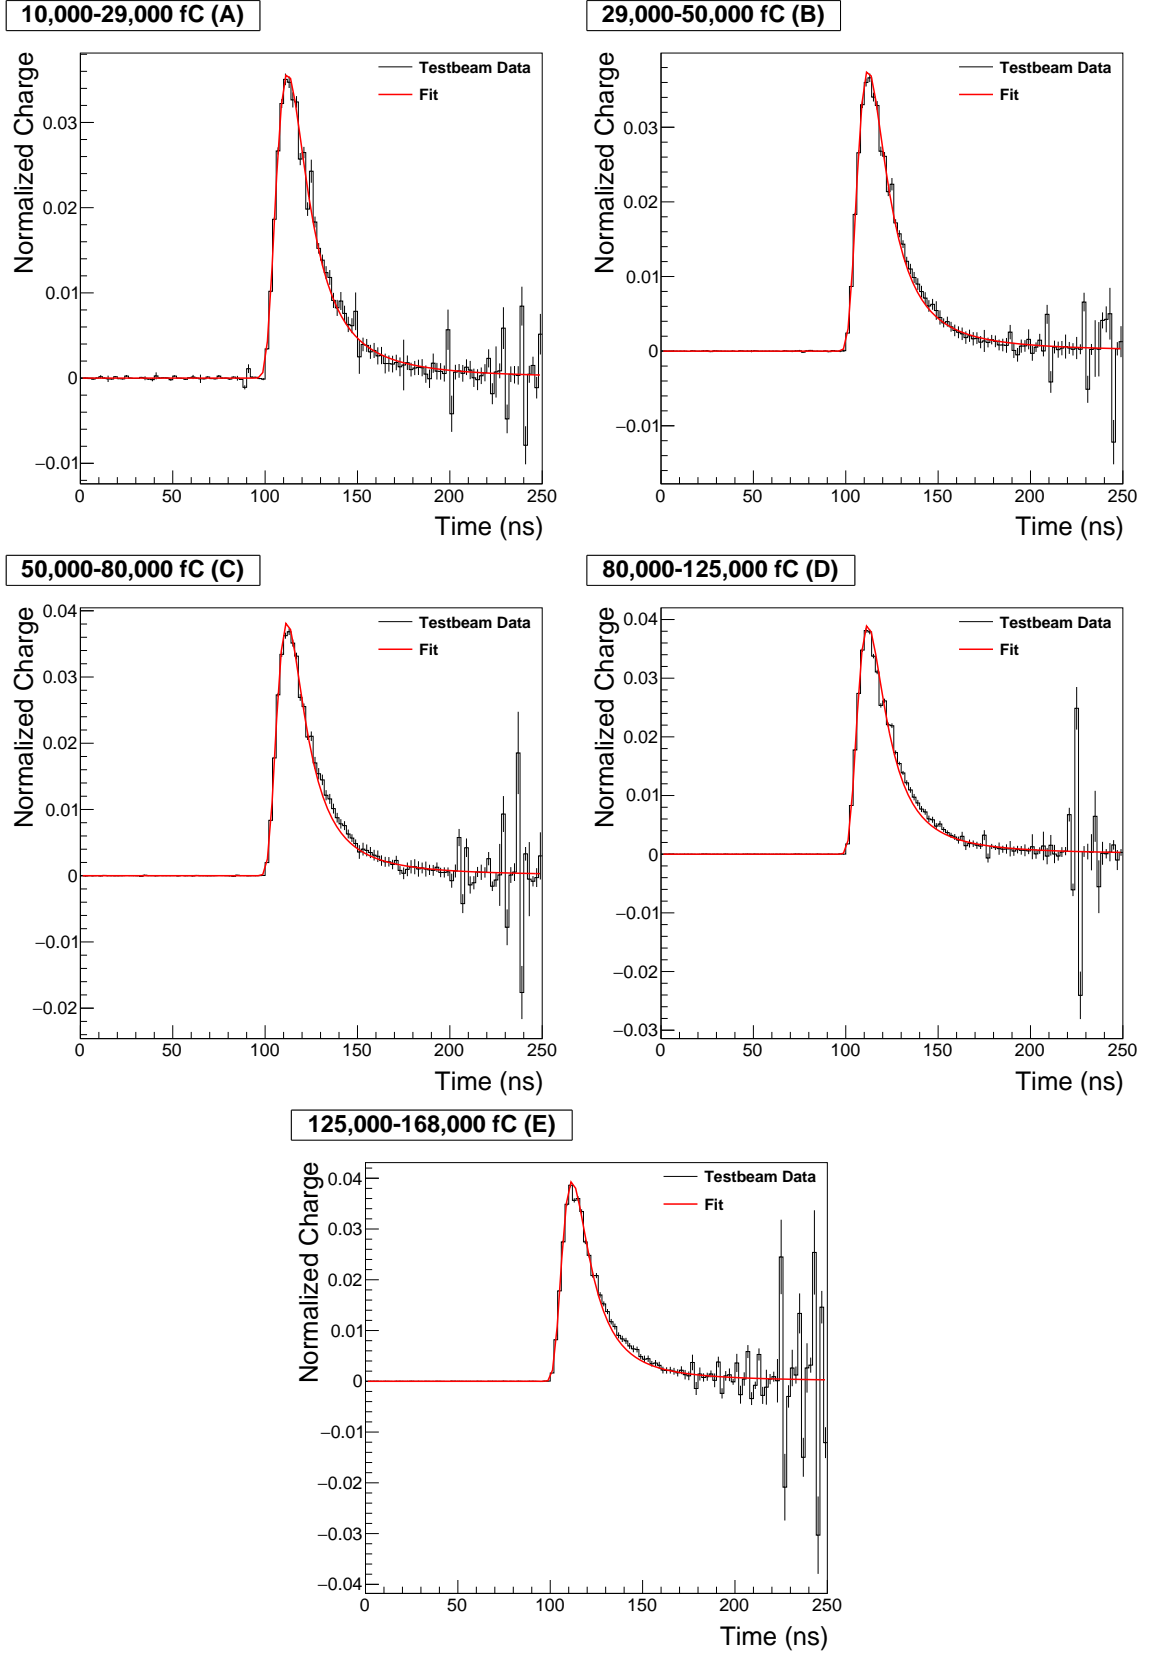 10,000-29,000 fC (A)
Normalized Charge
0.03
0.02
0.01
0
−0.01
Testbeam Data
Fit
0 50 100 150 200 250
Time (ns)
29,000-50,000 fC (B)
Normalized Charge
0.03
0.02
0.01
0
−0.01
Testbeam Data
Fit
0 50 100 150 200 250
Time (ns)
50,000-80,000 fC (C)
Normalized Charge
0.04
0.03
0.02
0.01
0
−0.01
−0.02
Testbeam Data
Fit
0 50 100 150 200 250
Time (ns)
80,000-125,000 fC (D)
Normalized Charge
0.04
0.03
0.02
0.01
0
−0.01
−0.02
−0.03
Testbeam Data
Fit
0 50 100 150 200 250
Time (ns)
125,000-168,000 fC (E)
Normalized Charge
0.04
0.03
0.02
0.01
0
−0.01
−0.02
−0.03
−0.04
Testbeam Data
Fit
0 50 100 150 200 250
Time (ns)